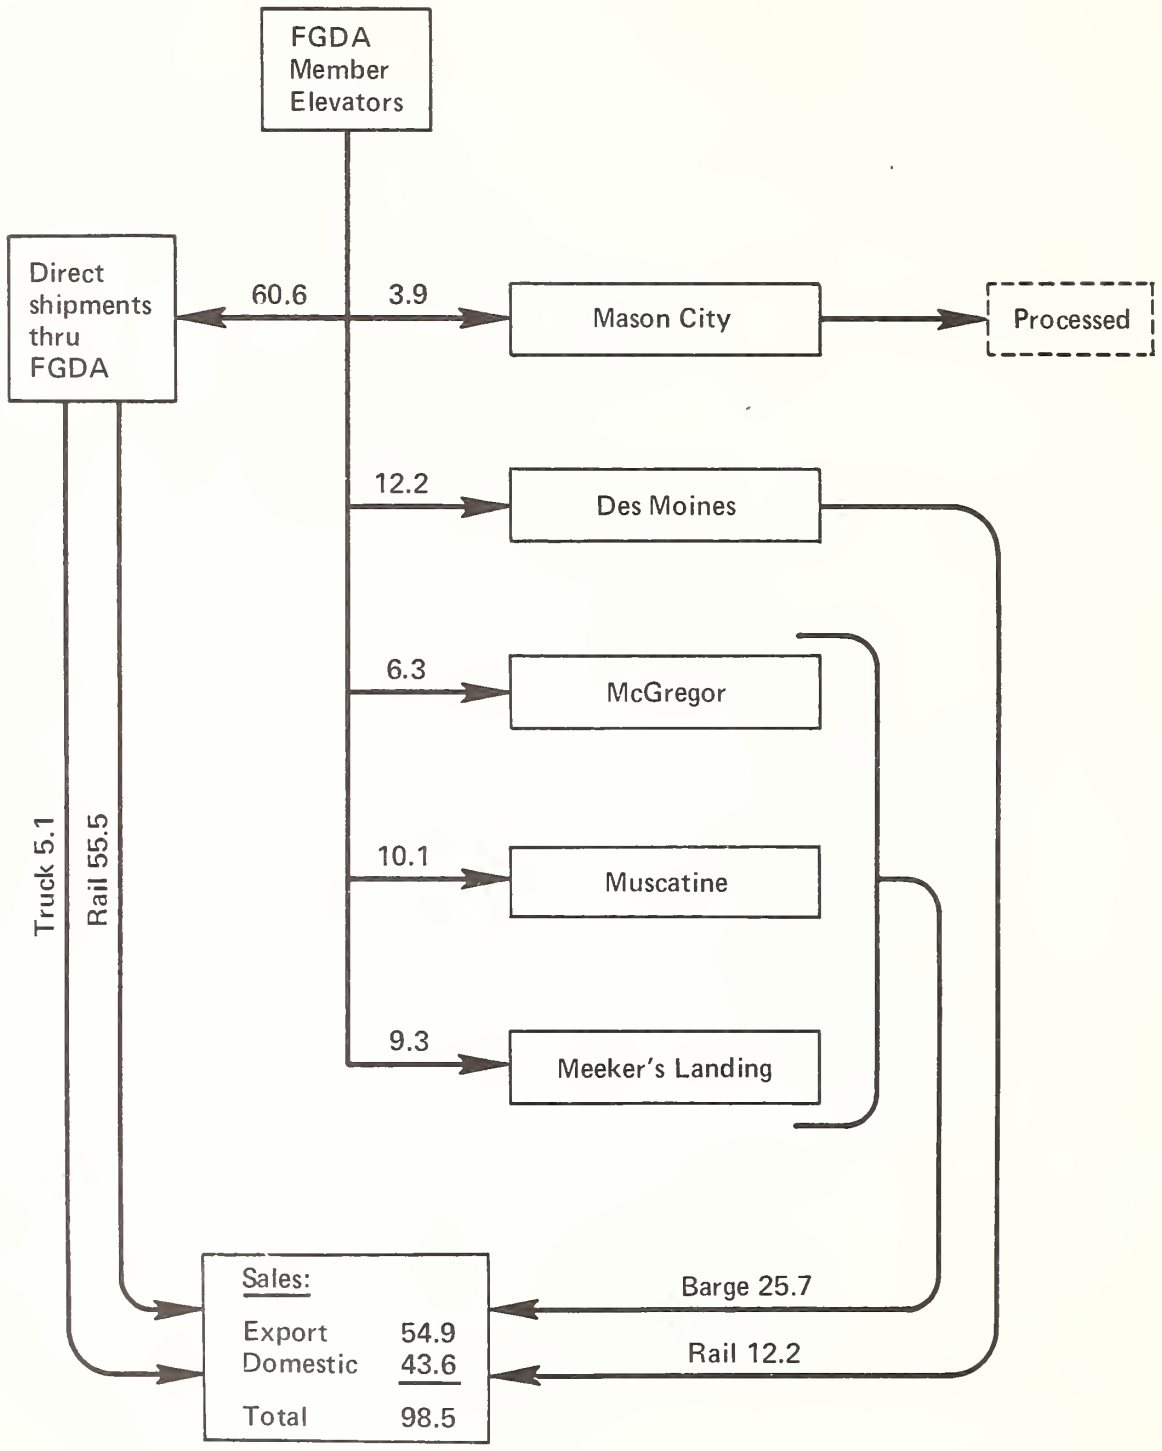 FGDA
Member
Elevators
Direct
shipments
thru
FGDA
60.6
3.9
Mason City
Processed
12.2
Des Moines
6.3
McGregor
10.1
Muscatine
9.3
Meeker's Landing
Truck 5.1
Rail 55.5
Barge 25.7
Rail 12.2
Sales:
Export 54.9
Domestic 43.6
Total 98.5